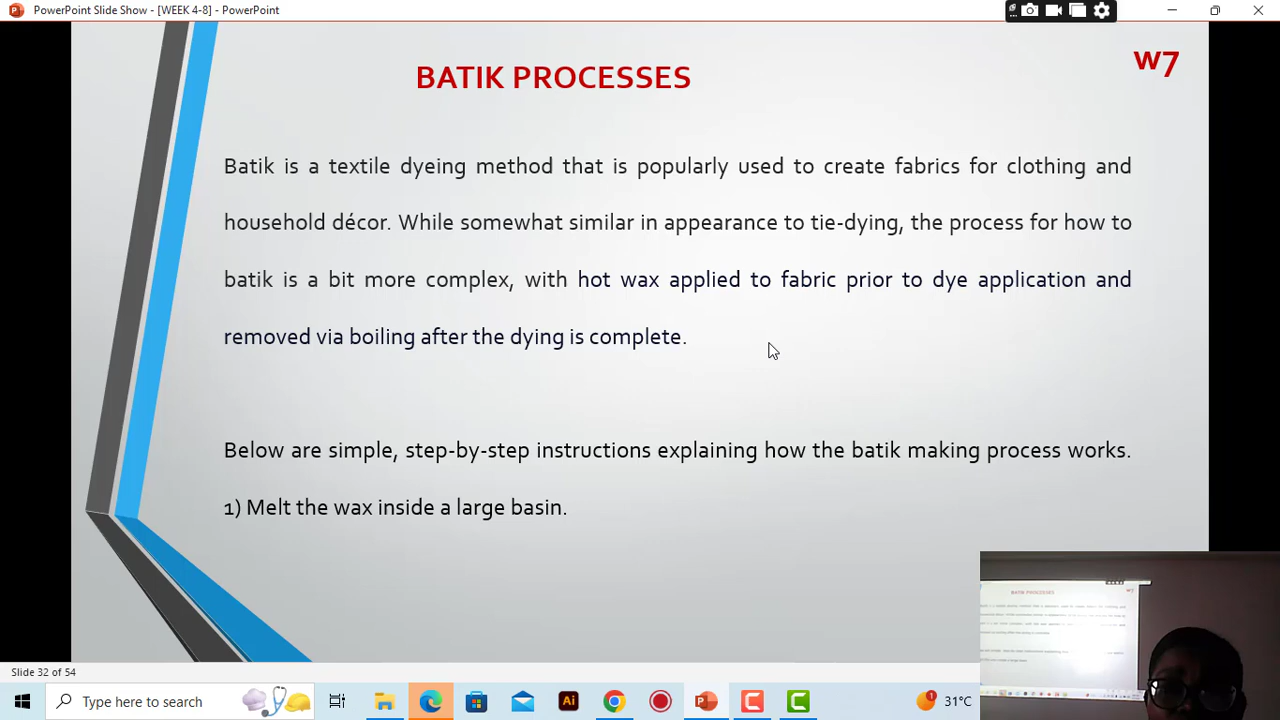 PowerPoint Slide Show - [WEEK 4-8] - PowerPoint
w7
BATIK PROCESSES
Batik is a textile dyeing method that is popularly used to create fabrics for clothing and
household décor. While somewhat similar in appearance to tie-dying, the process for how to
batik is a bit more complex, with hot wax applied to fabric prior to dye application and
removed via boiling after the dying is complete.
Below are simple, step-by-step instructions explaining how the batik making process works.
1) Melt the wax inside a large basin.
BATIK PROCESSES
Slide 32 of 54
Type here to search
Ai
1
31°C